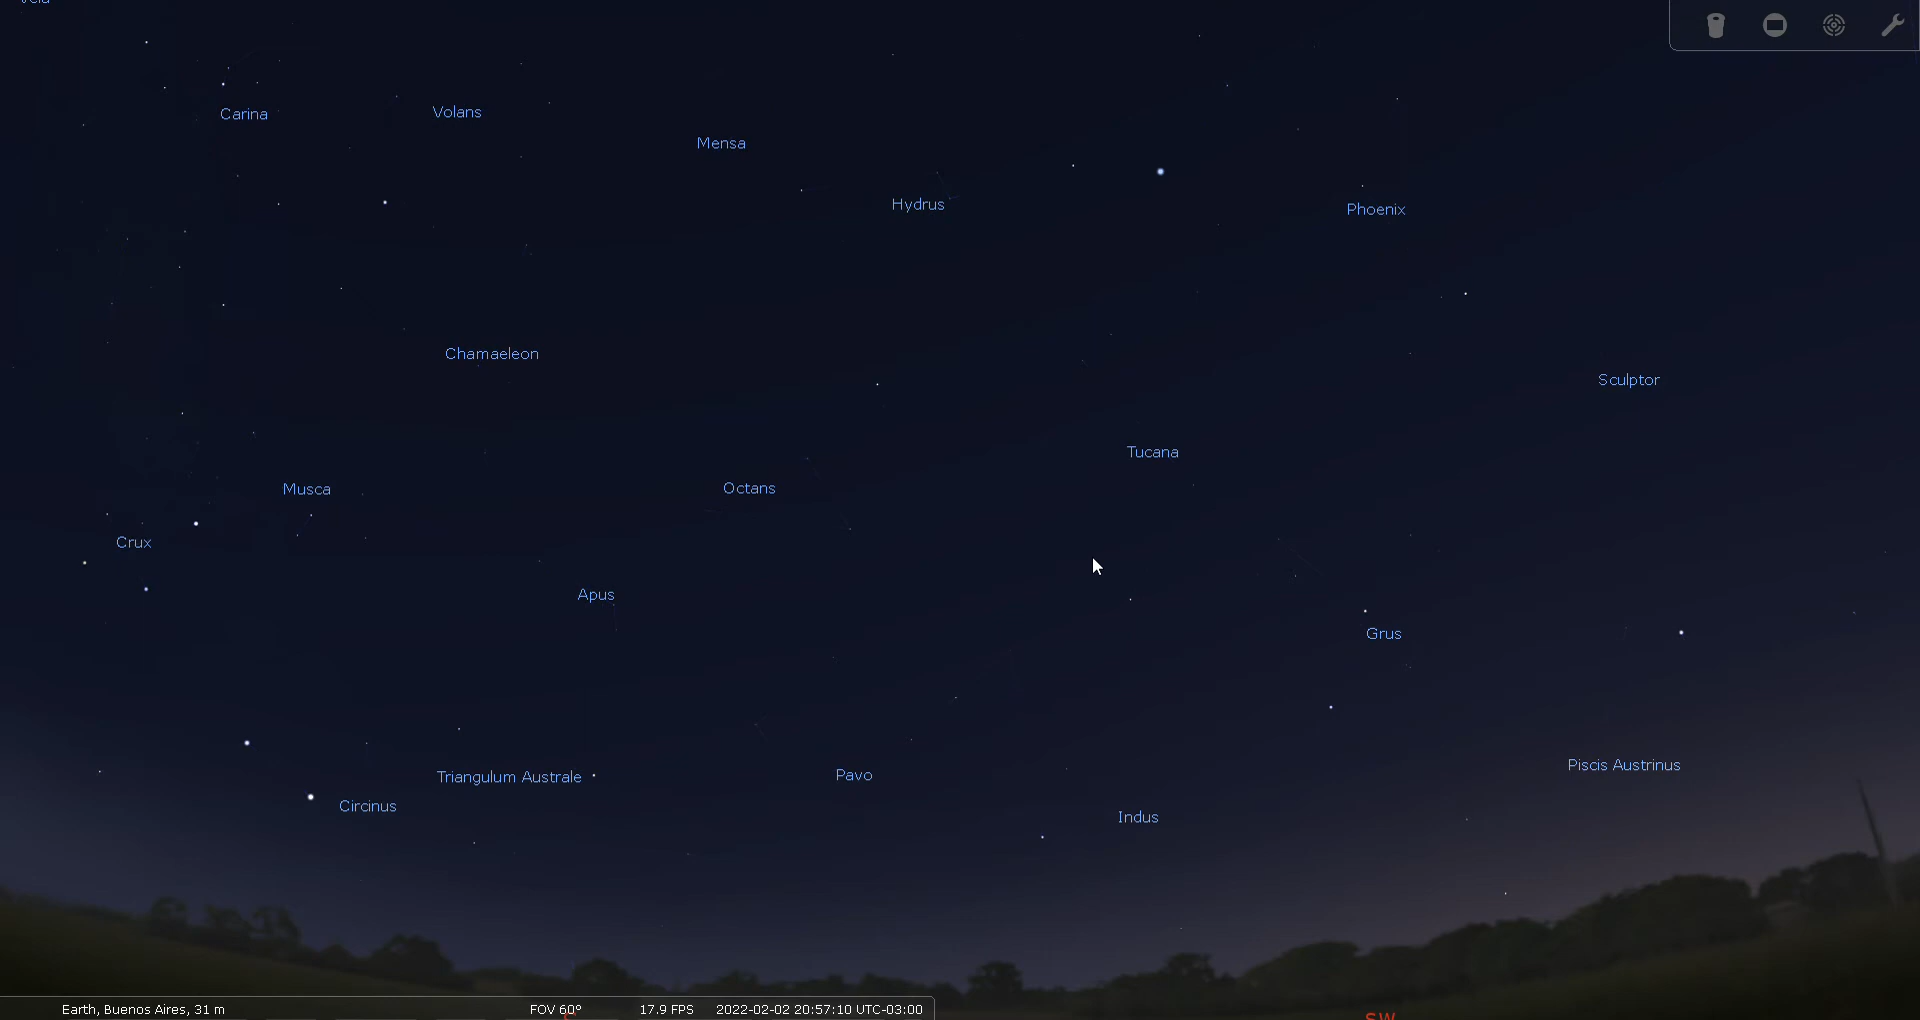 Carina
Volans
Mensa
Hydrus
Phoenix
Chamaeleon
Sculptor
Tucana
Musca
Octans
Crux
Apus
Grus
Triangulum Australe
Pavo
Piscis Austrinus
Circinus
Indus
Earth, Buenos Aires, 31 m
FOV 60°
17.9 FPS
2022-02-02 20:57:10 UTC-03:00
SW